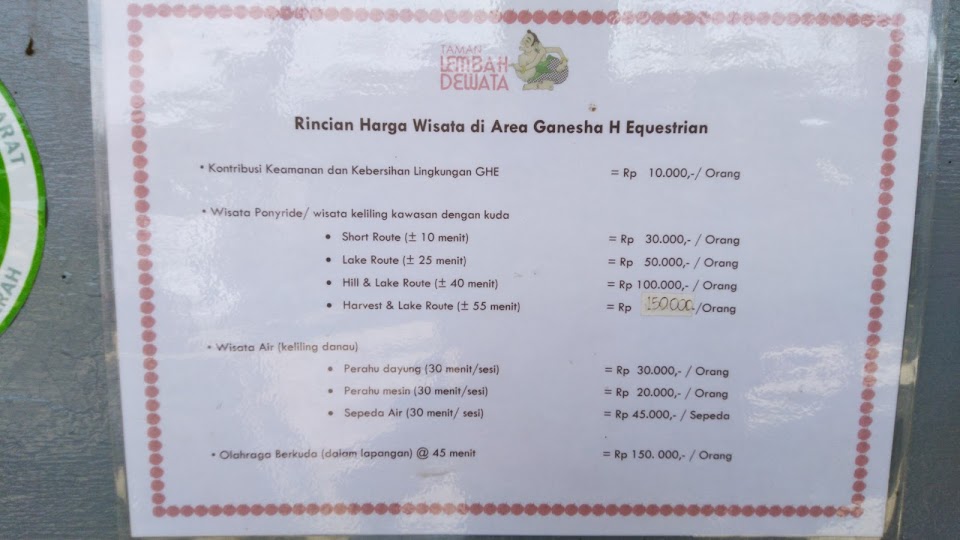 ARAT
RAH
TAMAN
LEMBAH
DEWATA
Rincian Harga Wisata di Area Ganesha H Equestrian
• Kontribusi Keamanan dan Kebersihan Lingkungan GHE = Rp 10.000,-/ Orang
• Wisata Ponyride/ wisata keliling kawasan dengan kuda
• Short Route (± 10 menit) = Rp 30.000,- / Orang
• Lake Route (± 25 menit) = Rp 50.000,- / Orang
• Hill & Lake Route (± 40 menit) = Rp 100.000,- / Orang
• Harvest & Lake Route (± 55 menit) = Rp 150.000 /Orang
• Wisata Air (keliling danau)
• Perahu dayung (30 menit/sesi) = Rp 30.000,- / Orang
• Perahu mesin (30 menit/sesi) = Rp 20.000,- / Orang
• Sepeda Air (30 menit/ sesi) = Rp 45.000,- / Sepeda
• Olahraga Berkuda (dalam lapangan) @ 45 menit = Rp 150. 000,- / Orang